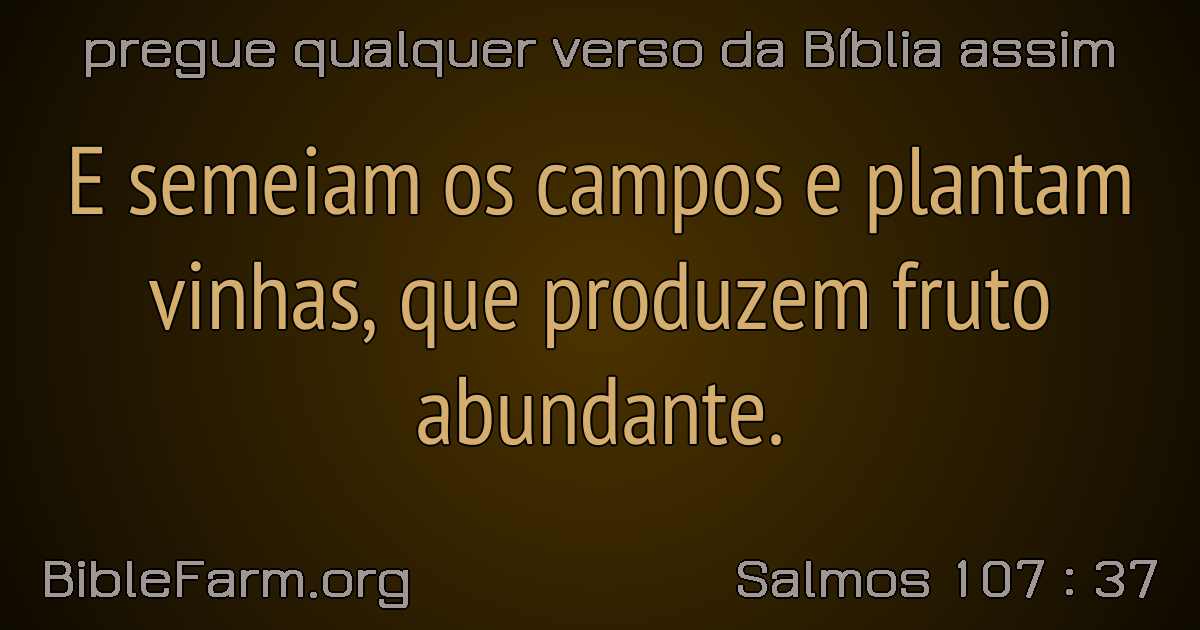 pregue qualquer verso da Bíblia assim
E semeiam os campos e plantam
vinhas, que produzem fruto
abundante.
BibleFarm.org
Salmos 107 : 37